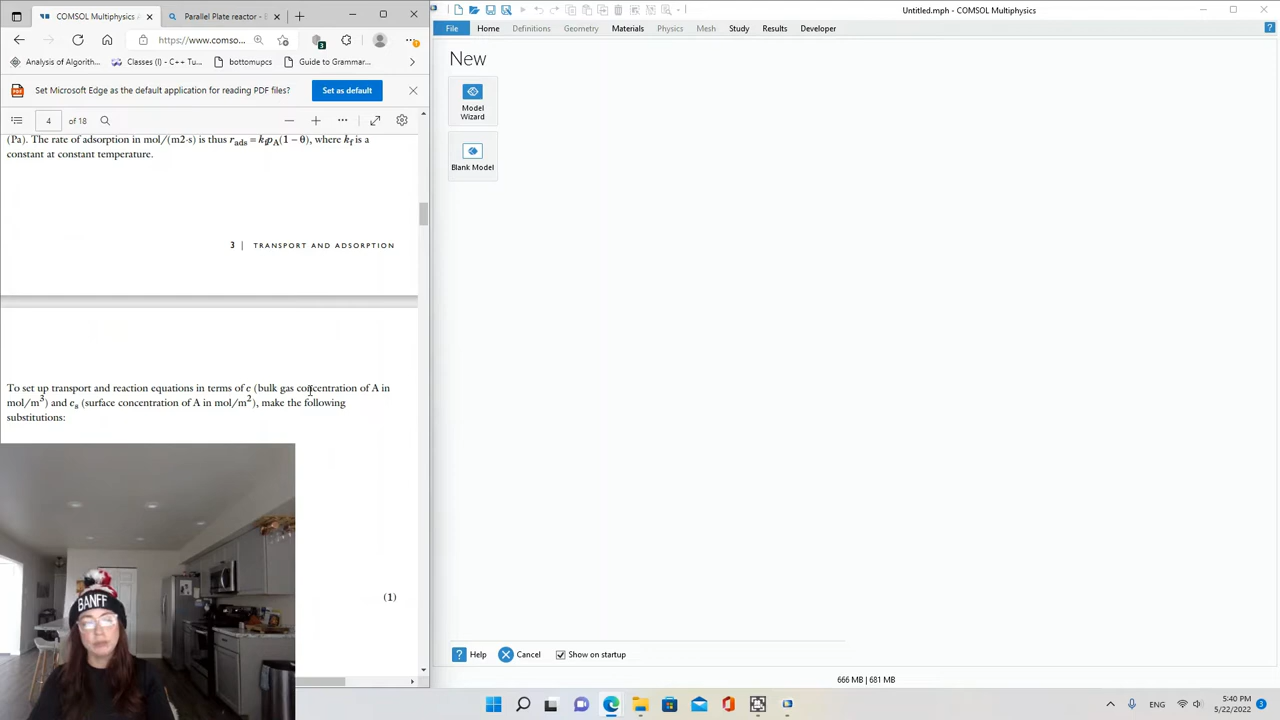 COMSOL Multiphysics
Parallel Plate reactor -
Untitled.mph - COMSOL Multiphysics
https://www.comso...
3
File Home Definitions Geometry Materials Physics Mesh Study Results Developer
Analysis of Algorith...
Classes (I) - C++ Tu...
bottomupcs
Guide to Grammar...
New
Set Microsoft Edge as the default application for reading PDF files?
Set as default
Model
Wizard
4 of 18
(Pa). The rate of adsorption in mol/(m2·s) is thus rads = kfpA(1 − θ), where kf is a
constant at constant temperature.
Blank Model
3 | TRANSPORT AND ADSORPTION
To set up transport and reaction equations in terms of c (bulk gas concentration of A in
mol/m3) and cs (surface concentration of A in mol/m2), make the following
substitutions:
(1)
BANFF
Help
Cancel
Show on startup
666 MB | 681 MB
ENG
5:40 PM
5/22/2022
3